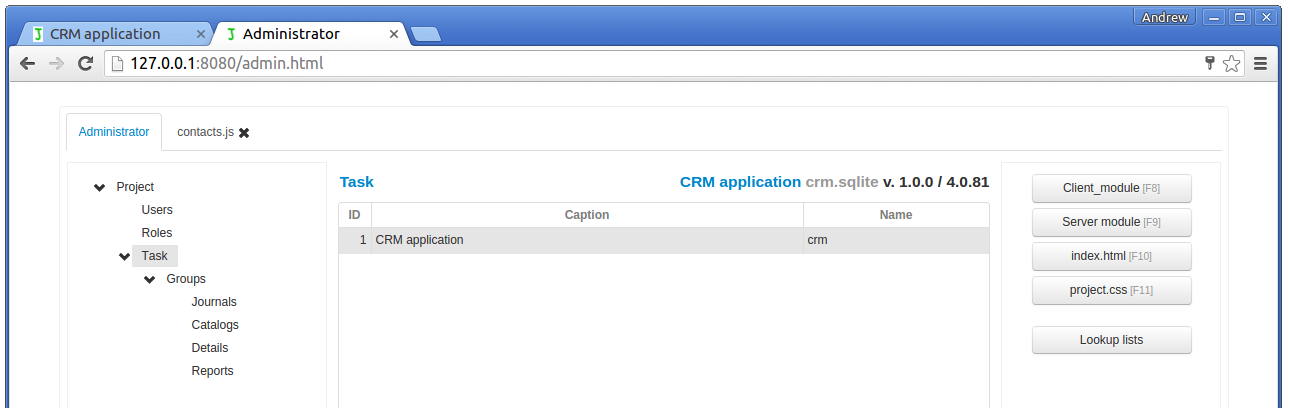 Andrew
CRM application Administrator
127.0.0.1:8080/admin.html
Administrator contacts.js
Project
Users
Roles
Task
Groups
Journals
Catalogs
Details
Reports
Task CRM application crm.sqlite v. 1.0.0 / 4.0.81
ID Caption Name
1 CRM application crm
Client_module [F8]
Server module [F9]
index.html [F10]
project.css [F11]
Lookup lists